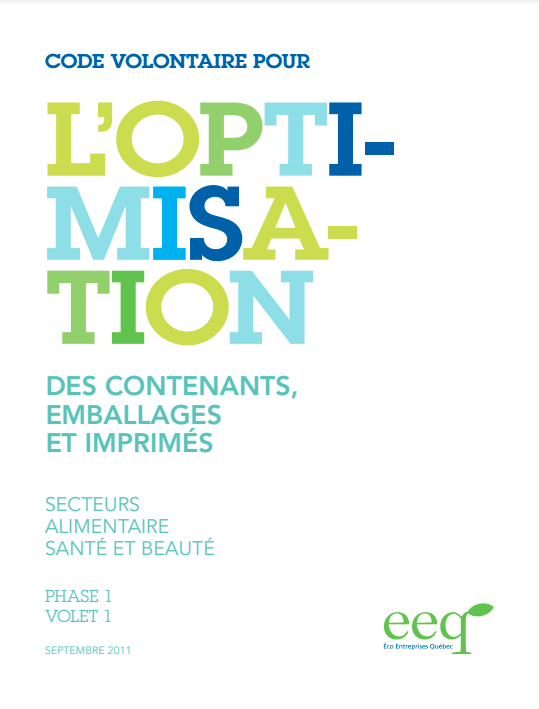 CODE VOLONTAIRE POUR
L'OPTI-
MISA-
TION
DES CONTENANTS,
EMBALLAGES
ET IMPRIMÉS
SECTEURS
ALIMENTAIRE
SANTÉ ET BEAUTÉ
PHASE 1
VOLET 1
SEPTEMBRE 2011
eeq
Éco Entreprises Québec